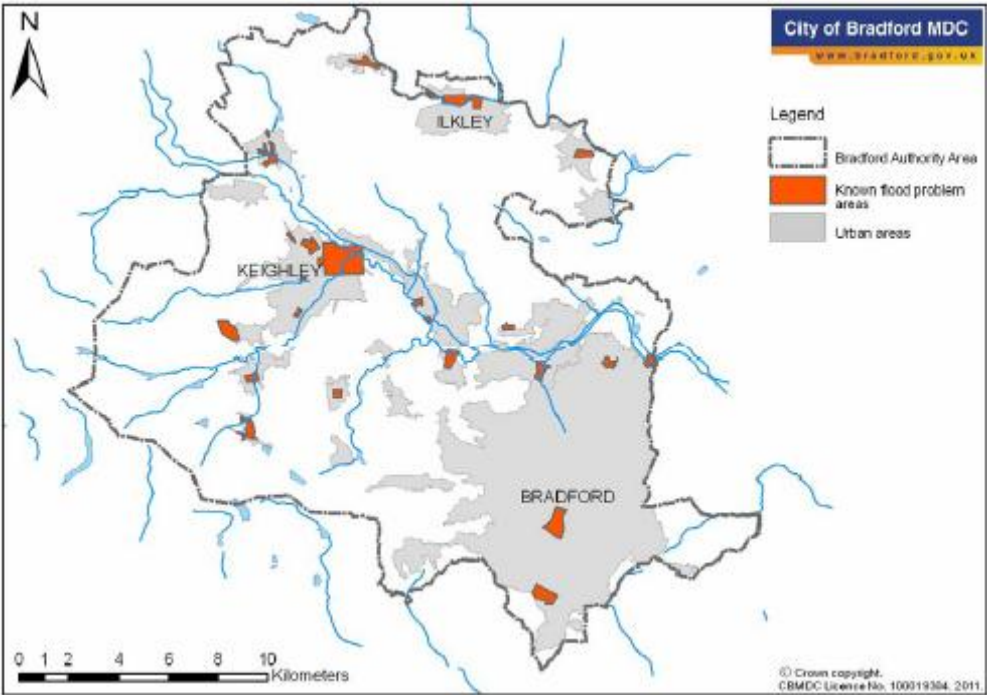 N
City of Bradford MDC
www.bradford.gov.uk
Legend
Bradford Authority Area
Known flood problem
areas
Urban areas
ILKLEY
KEIGHLEY
BRADFORD
0 1 2 4 6 8 10
Kilometers
© Crown copyright.
CBMDC Licence No. 100019304, 2011.